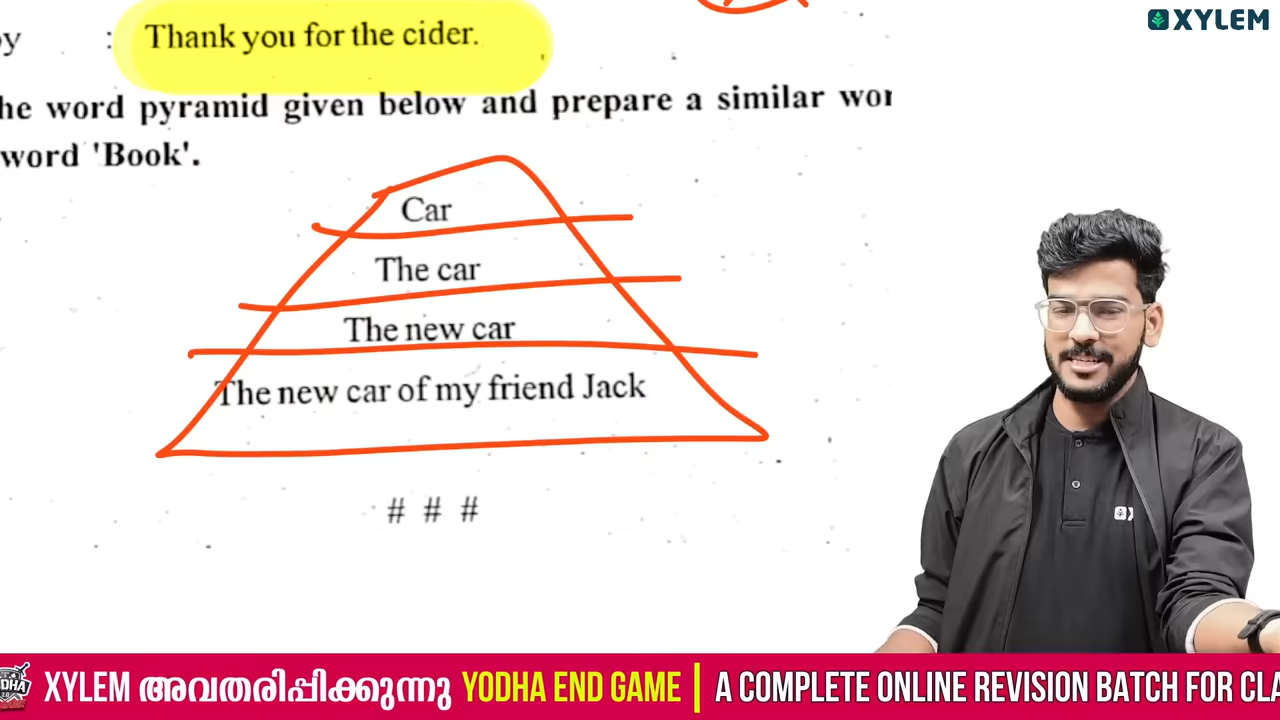 XYLEM
: Thank you for the cider.
he word pyramid given below and prepare a similar wor
word 'Book'.
Car
The car
The new car
The new car of my friend Jack
# # #
XYLEM അവതരിപ്പിക്കുന്നു YODHA END GAME | A COMPLETE ONLINE REVISION BATCH FOR CLA